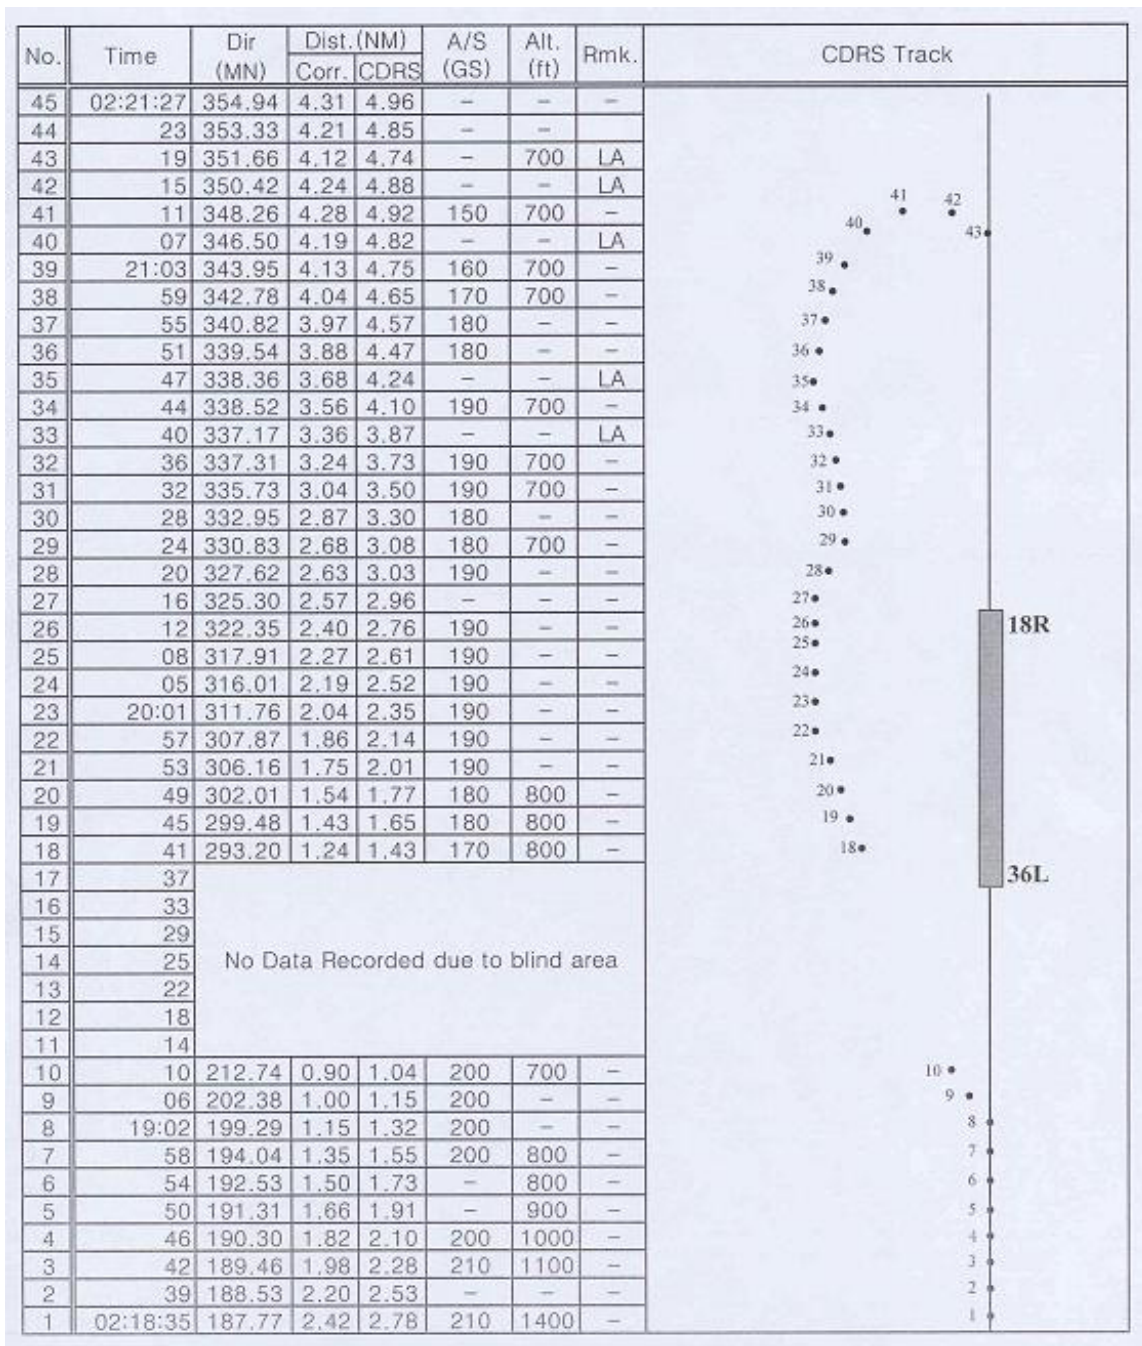 No. Time Dir (MN) Dist.(NM) Corr. CDRS A/S (GS) Alt. (ft) Rmk. CDRS Track
45 02:21:27 354.94 4.31 4.96 - - -
44 23 353.33 4.21 4.85 - -
43 19 351.66 4.12 4.74 - 700 LA
42 15 350.42 4.24 4.88 - - LA
41 11 348.26 4.28 4.92 150 700 -
40 07 346.50 4.19 4.82 - - LA
39 21:03 343.95 4.13 4.75 160 700 -
38 59 342.78 4.04 4.65 170 700 -
37 55 340.82 3.97 4.57 180 - -
36 51 339.54 3.88 4.47 180 - -
35 47 338.36 3.68 4.24 - - LA
34 44 338.52 3.56 4.10 190 700 -
33 40 337.17 3.36 3.87 - - LA
32 36 337.31 3.24 3.73 190 700 -
31 32 335.73 3.04 3.50 190 700 -
30 28 332.95 2.87 3.30 180 - -
29 24 330.83 2.68 3.08 180 700 -
28 20 327.62 2.63 3.03 190 - -
27 16 325.30 2.57 2.96 - - -
26 12 322.35 2.40 2.76 190 - -
25 08 317.91 2.27 2.61 190 - -
24 05 316.01 2.19 2.52 190 - -
23 20:01 311.76 2.04 2.35 190 - -
22 57 307.87 1.86 2.14 190 - -
21 53 306.16 1.75 2.01 190 - -
20 49 302.01 1.54 1.77 180 800 -
19 45 299.48 1.43 1.65 180 800 -
18 41 293.20 1.24 1.43 170 800 -
17 37
16 33
15 29
14 25 No Data Recorded due to blind area
13 22
12 18
11 14
10 10 212.74 0.90 1.04 200 700 -
9 06 202.38 1.00 1.15 200 - -
8 19:02 199.29 1.15 1.32 200 - -
7 58 194.04 1.35 1.55 200 800 -
6 54 192.53 1.50 1.73 - 800 -
5 50 191.31 1.66 1.91 - 900 -
4 46 190.30 1.82 2.10 200 1000 -
3 42 189.46 1.98 2.28 210 1100 -
2 39 188.53 2.20 2.53 - - -
1 02:18:35 187.77 2.42 2.78 210 1400 -
41
42
40
43
39
38
37
36
35
34
33
32
31
30
29
28
27
26
18R
25
24
23
22
21
20
19
18
36L
10
9
8
7
6
5
4
3
2
1